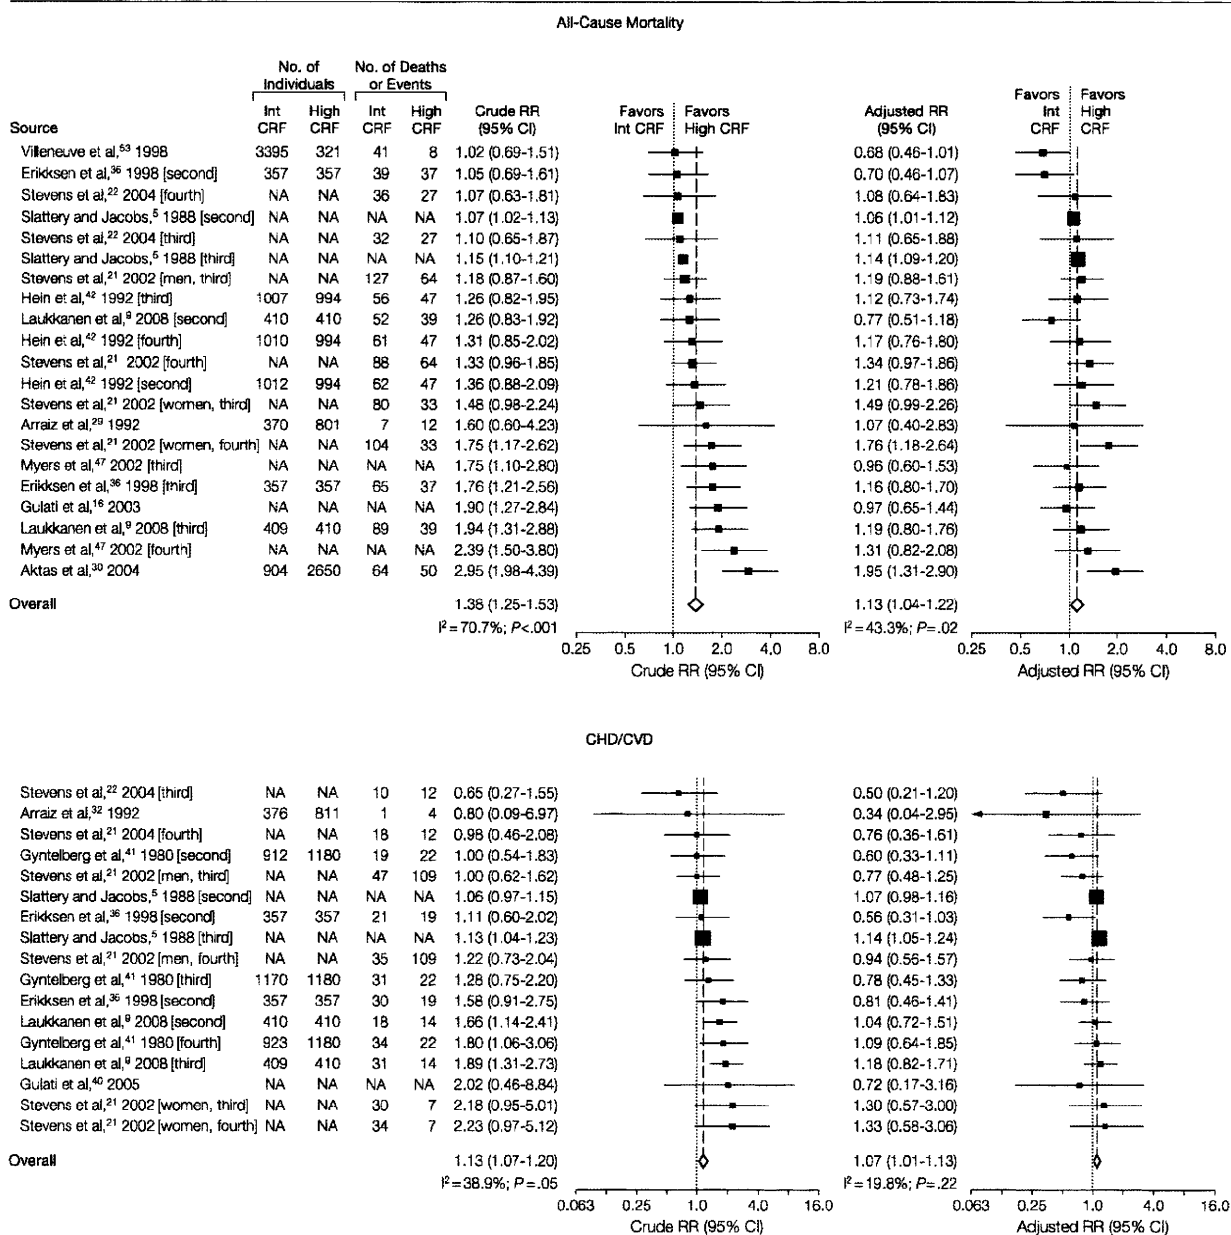 All-Cause Mortality
No. of Individuals No. of Deaths or Events
Source Int CRF High CRF Int CRF High CRF Crude RR (95% CI) Favors Int CRF Favors High CRF Adjusted RR (95% CI) Favors Int CRF Favors High CRF
Villeneuve et al,53 1998 3395 321 41 8 1.02 (0.69-1.51) 0.68 (0.46-1.01)
Erikksen et al,36 1998 [second] 357 357 39 37 1.05 (0.69-1.61) 0.70 (0.46-1.07)
Stevens et al,22 2004 [fourth] NA NA 36 27 1.07 (0.63-1.81) 1.08 (0.64-1.83)
Slattery and Jacobs,5 1988 [second] NA NA NA NA 1.07 (1.02-1.13) 1.06 (1.01-1.12)
Stevens et al,22 2004 [third] NA NA 32 27 1.10 (0.65-1.87) 1.11 (0.65-1.88)
Slattery and Jacobs,5 1988 [third] NA NA NA NA 1.15 (1.10-1.21) 1.14 (1.09-1.20)
Stevens et al,21 2002 [men, third] NA NA 127 64 1.18 (0.87-1.60) 1.19 (0.88-1.61)
Hein et al,42 1992 [third] 1007 994 56 47 1.26 (0.82-1.95) 1.12 (0.73-1.74)
Laukkanen et al,9 2008 [second] 410 410 52 39 1.26 (0.83-1.92) 0.77 (0.51-1.18)
Hein et al,42 1992 [fourth] 1010 994 61 47 1.31 (0.85-2.02) 1.17 (0.76-1.80)
Stevens et al,21 2002 [fourth] NA NA 88 64 1.33 (0.96-1.85) 1.34 (0.97-1.86)
Hein et al,42 1992 [second] 1012 994 62 47 1.36 (0.88-2.09) 1.21 (0.78-1.86)
Stevens et al,21 2002 [women, third] NA NA 80 33 1.48 (0.98-2.24) 1.49 (0.99-2.26)
Arraiz et al,29 1992 370 801 7 12 1.60 (0.60-4.23) 1.07 (0.40-2.83)
Stevens et al,21 2002 [women, fourth] NA NA 104 33 1.75 (1.17-2.62) 1.76 (1.18-2.64)
Myers et al,47 2002 [third] NA NA NA NA 1.75 (1.10-2.80) 0.96 (0.60-1.53)
Erikksen et al,36 1998 [third] 357 357 65 37 1.76 (1.21-2.56) 1.16 (0.80-1.70)
Gulati et al,16 2003 NA NA NA NA 1.90 (1.27-2.84) 0.97 (0.65-1.44)
Laukkanen et al,9 2008 [third] 409 410 89 39 1.94 (1.31-2.88) 1.19 (0.80-1.76)
Myers et al,47 2002 [fourth] NA NA NA NA 2.39 (1.50-3.80) 1.31 (0.82-2.08)
Aktas et al,30 2004 904 2650 64 50 2.95 (1.98-4.39) 1.95 (1.31-2.90)
Overall 1.38 (1.25-1.53) 1.13 (1.04-1.22)
I2=70.7%; P<.001 I2=43.3%; P=.02
0.25 0.5 1.0 2.0 4.0 8.0 0.25 0.5 1.0 2.0 4.0 8.0
Crude RR (95% CI) Adjusted RR (95% CI)
CHD/CVD
Stevens et al,22 2004 [third] NA NA 10 12 0.65 (0.27-1.55) 0.50 (0.21-1.20)
Arraiz et al,32 1992 376 811 1 4 0.80 (0.09-6.97) 0.34 (0.04-2.95)
Stevens et al,21 2004 [fourth] NA NA 18 12 0.98 (0.46-2.08) 0.76 (0.36-1.61)
Gyntelberg et al,41 1980 [second] 912 1180 19 22 1.00 (0.54-1.83) 0.60 (0.33-1.11)
Stevens et al,21 2002 [men, third] NA NA 47 109 1.00 (0.62-1.62) 0.77 (0.48-1.25)
Slattery and Jacobs,5 1988 [second] NA NA NA NA 1.06 (0.97-1.15) 1.07 (0.98-1.16)
Erikksen et al,36 1998 [second] 357 357 21 19 1.11 (0.60-2.02) 0.56 (0.31-1.03)
Slattery and Jacobs,5 1988 [third] NA NA NA NA 1.13 (1.04-1.23) 1.14 (1.05-1.24)
Stevens et al,21 2002 [men, fourth] NA NA 35 109 1.22 (0.73-2.04) 0.94 (0.56-1.57)
Gyntelberg et al,41 1980 [third] 1170 1180 31 22 1.28 (0.75-2.20) 0.78 (0.45-1.33)
Erikksen et al,36 1998 [second] 357 357 30 19 1.58 (0.91-2.75) 0.81 (0.46-1.41)
Laukkanen et al,9 2008 [second] 410 410 18 14 1.66 (1.14-2.41) 1.04 (0.72-1.51)
Gyntelberg et al,41 1980 [fourth] 923 1180 34 22 1.80 (1.06-3.06) 1.09 (0.64-1.85)
Laukkanen et al,9 2008 [third] 409 410 31 14 1.89 (1.31-2.73) 1.18 (0.82-1.71)
Gulati et al,40 2005 NA NA NA NA 2.02 (0.46-8.84) 0.72 (0.17-3.16)
Stevens et al,21 2002 [women, third] NA NA 30 7 2.18 (0.95-5.01) 1.30 (0.57-3.00)
Stevens et al,21 2002 [women, fourth] NA NA 34 7 2.23 (0.97-5.12) 1.33 (0.58-3.06)
Overall 1.13 (1.07-1.20) 1.07 (1.01-1.13)
I2=38.9%; P=.05 I2=19.8%; P=.22
0.063 0.25 1.0 4.0 16.0 0.063 0.25 1.0 4.0 16.0
Crude RR (95% CI) Adjusted RR (95% CI)